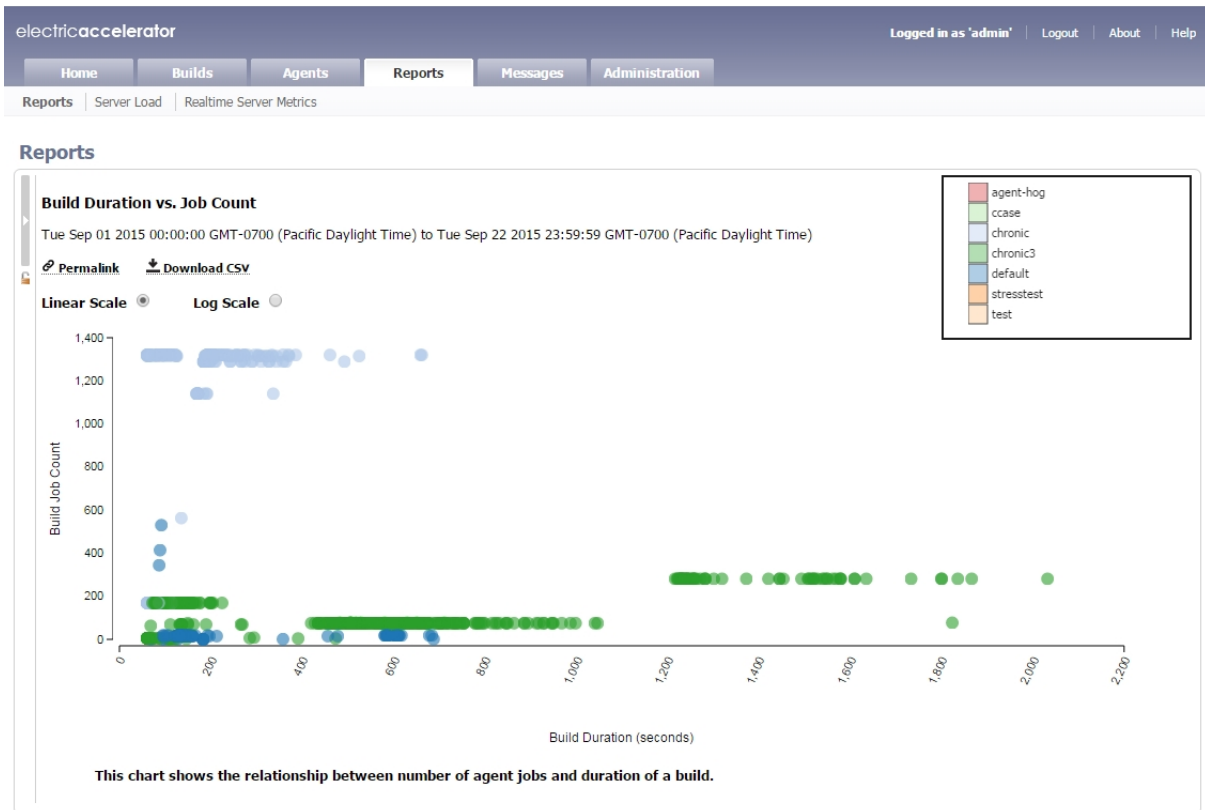 electricaccelerator
Logged in as 'admin' Logout About Help
Home Builds Agents Reports Messages Administration
Reports Server Load Realtime Server Metrics
Reports
Build Duration vs. Job Count
Tue Sep 01 2015 00:00:00 GMT-0700 (Pacific Daylight Time) to Tue Sep 22 2015 23:59:59 GMT-0700 (Pacific Daylight Time)
Permalink Download CSV
Linear Scale Log Scale
agent-hog
ccase
chronic
chronic3
default
stresstest
test
1,400
1,200
1,000
800
600
400
200
0
Build Job Count
0 200 400 600 800 1,000 1,200 1,400 1,600 1,800 2,000 2,200
Build Duration (seconds)
This chart shows the relationship between number of agent jobs and duration of a build.